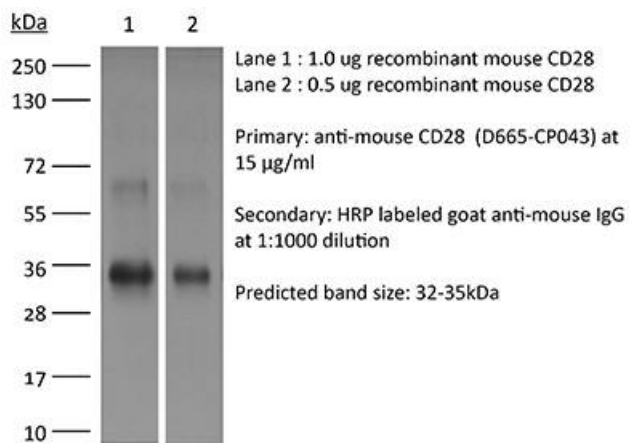 kDa
1 2
250
130
72
55
36
28
17
10
Lane 1 : 1.0 ug recombinant mouse CD28
Lane 2 : 0.5 ug recombinant mouse CD28
Primary: anti-mouse CD28 (D665-CP043) at
15 µg/ml
Secondary: HRP labeled goat anti-mouse IgG
at 1:1000 dilution
Predicted band size: 32-35kDa